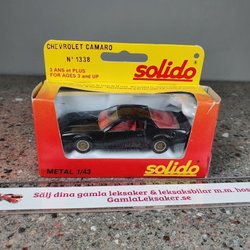 CHEVROLET CAMARO
N° 1338
3 ANS et PLUS
FOR AGES 3 and UP
solido
solido
METAL 1/43
Sälj dina gamla leksaker & leksaksbilar m.m. hos
GamlaLeksaker.se